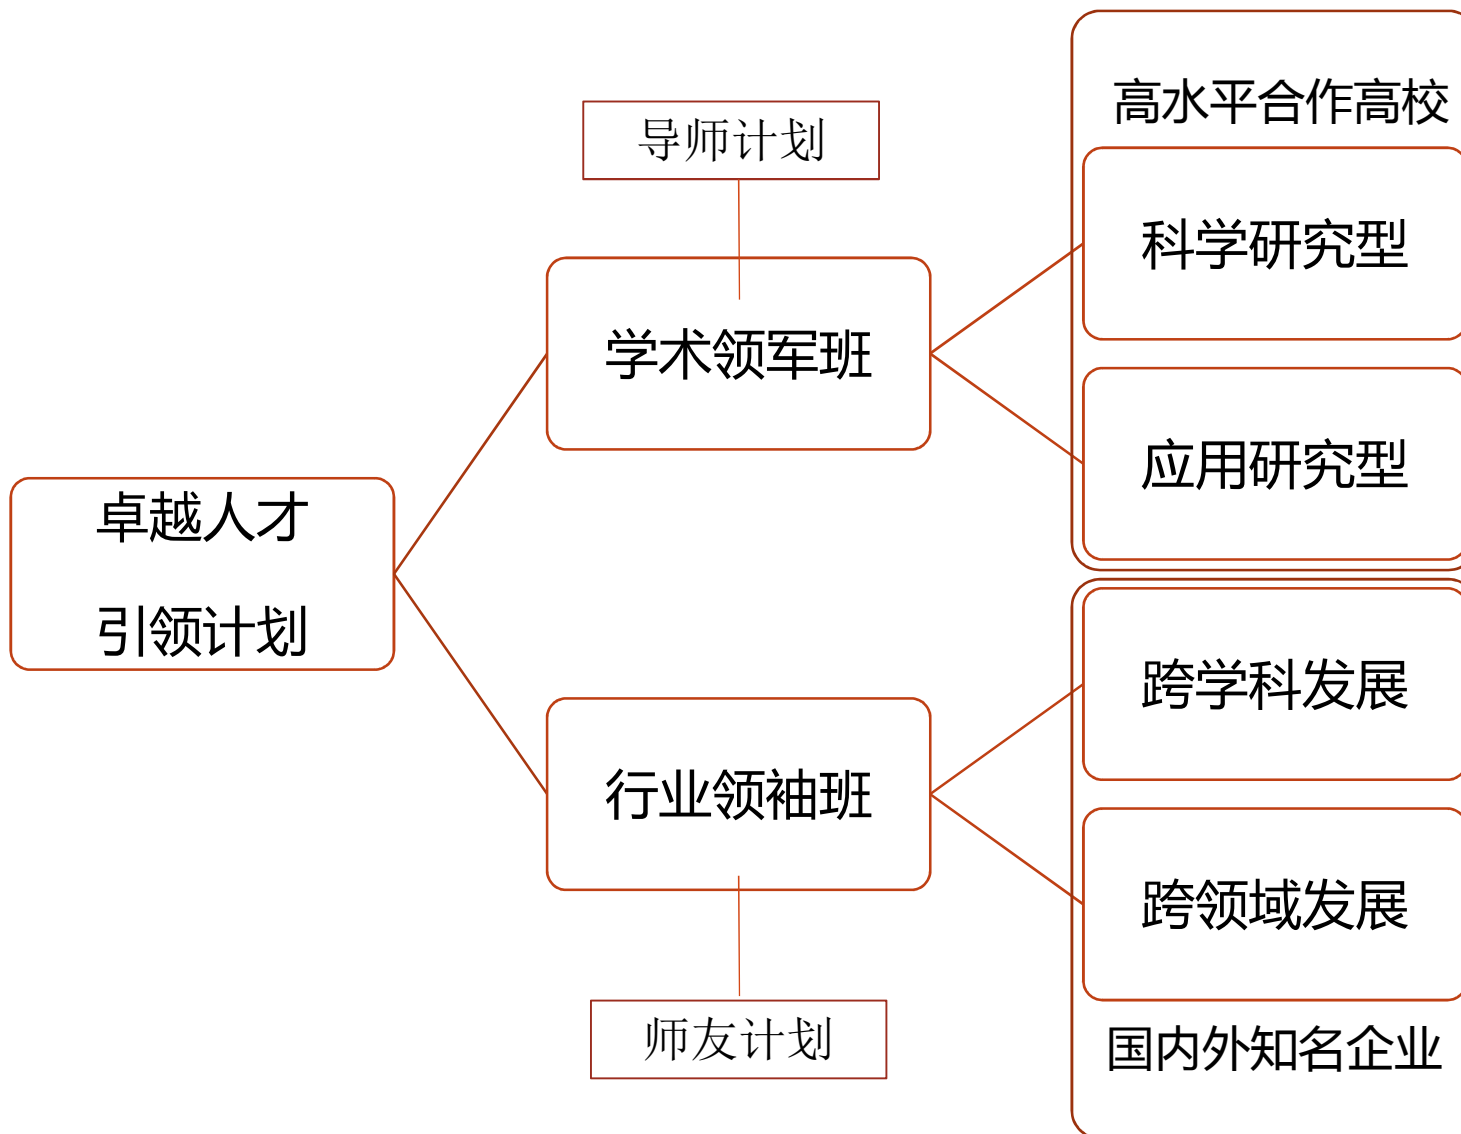 高水平合作高校
导师计划
科学研究型
学术领军班
应用研究型
卓越人才
引领计划
跨学科发展
行业领袖班
跨领域发展
师友计划
国内外知名企业